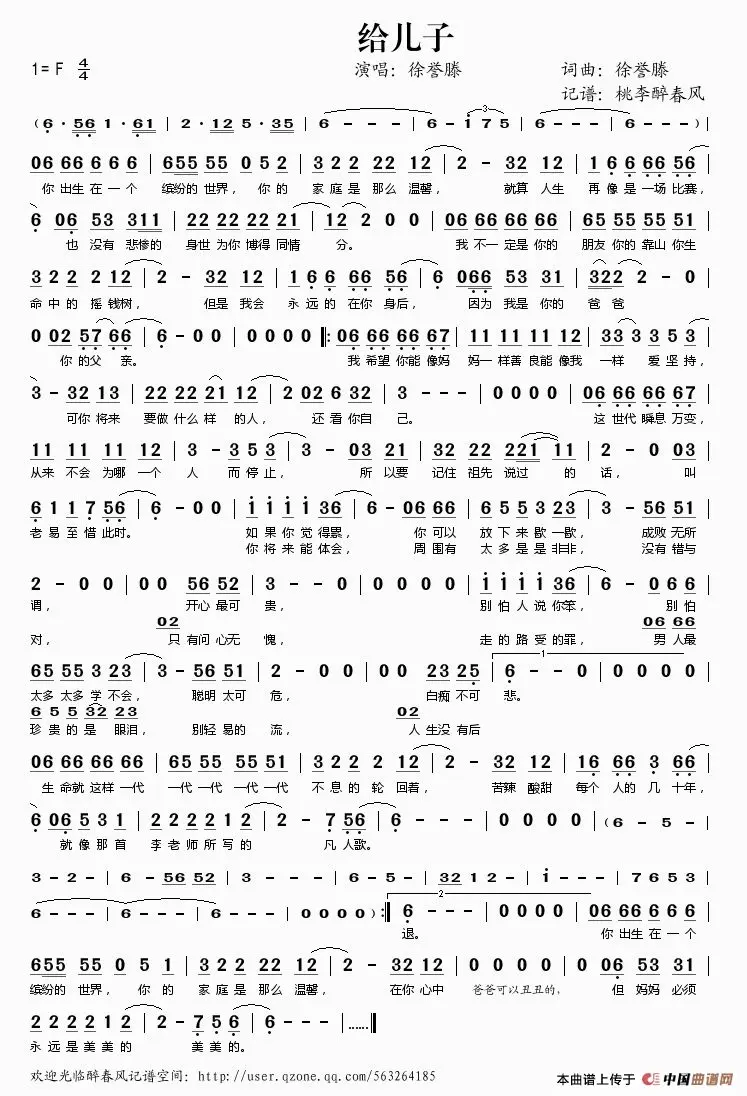 给儿子
1=F 4/4 演唱：徐誉滕 词曲：徐誉滕
记谱：桃李醉春风
(6·56 1·61 | 2·12 5·35 | 6 - - - | 6 - i 7 5 | 6 - - - | 6 - - - ) |
06 66 6 6 6 | 655 55 0 5 2 | 3 2 2 22 12 | 2 - 32 12 | 1 6 6 66 56 |
你出生在一个 缤纷的世界， 你的 家庭是那么温馨， 就算人生 再像是一场比赛，
6 06 53 311 | 22 22 22 21 | 12 2 0 0 | 06 66 66 66 | 65 55 55 51 |
也没有悲惨的 身世为你博得同情 分。 我不一定是你的 朋友你的靠山你生
3 2 2 2 12 | 2 - 32 12 | 1 6 6 66 56 | 6 066 53 31 | 322 2 - 0 |
命中的摇钱树， 但是我会 永远的在你身后， 因为我是你的 爸爸
0 02 57 66 | 6 - 0 0 | 0 0 0 0 |: 06 66 66 67 | 11 11 11 12 | 33 3 3 5 3 |
你的父亲。 我希望你能像妈 妈一样善良能像我 一样爱坚持，
3 - 32 13 | 22 22 21 12 | 2 02 6 32 | 3 - - - | 0 0 0 0 | 06 66 66 67 |
可你将来 要做什么样的人， 还看你自 己。 这世代瞬息万变，
11 11 11 12 | 3 - 3 5 3 | 3 - 03 21 | 32 22 221 11 | 2 - 0 03 |
从来不会为哪一个 人 而停止， 所以要 记住祖先说过的 话， 叫
6 1 1 7 56 | 6 - 0 0 | i i i i 36 | 6 - 06 66 | 6 5 5 3 23 | 3 - 56 51 |
老易至惜此时。 如果你觉得累， 你可以 放下来歇一歇， 成败无所
你将来能体会， 周围有 太多是是非非， 没有错与
2 - 0 0 | 0 0 56 52 | 3 - 0 0 | 0 0 0 0 | i i i i 36 | 6 - 0 66 |
谓， 开心最可 贵， 别怕人说你笨， 别怕
02 06 66
对， 只有问心无 愧， 走的路受的罪， 男人最
65 55 3 23 | 3 - 56 51 | 2 - 0 0 | 0 0 23 25 | 6 - 0 0 | 0 0 0 0 |
太多太多学不会， 聪明太可 危， 白痴不可 悲。
6 5 5 32 23 02
珍贵的是眼泪， 别轻易的 流， 人生没有后
06 66 66 66 | 65 55 55 51 | 3 2 2 2 12 | 2 - 32 12 | 16 66 3 66 |
生命就这样一代 一代一代一代 不息的轮回着， 苦辣酸甜 每个人的几十年，
6 06 5 3 1 | 2 2 2 2 12 | 2 - 7 56 | 6 - - - | 0 0 0 0 | (6 - 5 - |
就像那首 李老师所写的 凡人歌。
3 - 2 - | 6 - 56 52 | 3 - - - | 6 - 5 - | 32 12 - | i - - - | 7 6 5 3 |
6 - - - | 6 - - - | 6 - - - | 0 0 0 0 ) :| 6 - - - | 0 0 0 0 | 06 66 6 6 6 |
退。 你出生在一个
655 55 0 5 1 | 3 2 2 22 12 | 2 - 32 12 | 0 0 0 0 | 0 06 53 31 |
缤纷的世界， 你的 家庭是那么温馨， 在你心中 爸爸可以丑丑的， 但妈妈必须
2 2 2 2 1 2 | 2 - 7 5 6 | 6 - - - |……‖
永远是美美的 美美的。
欢迎光临醉春风记谱空间：http://user.qzone.qq.com/563264185
本曲谱上传于 中国曲谱网